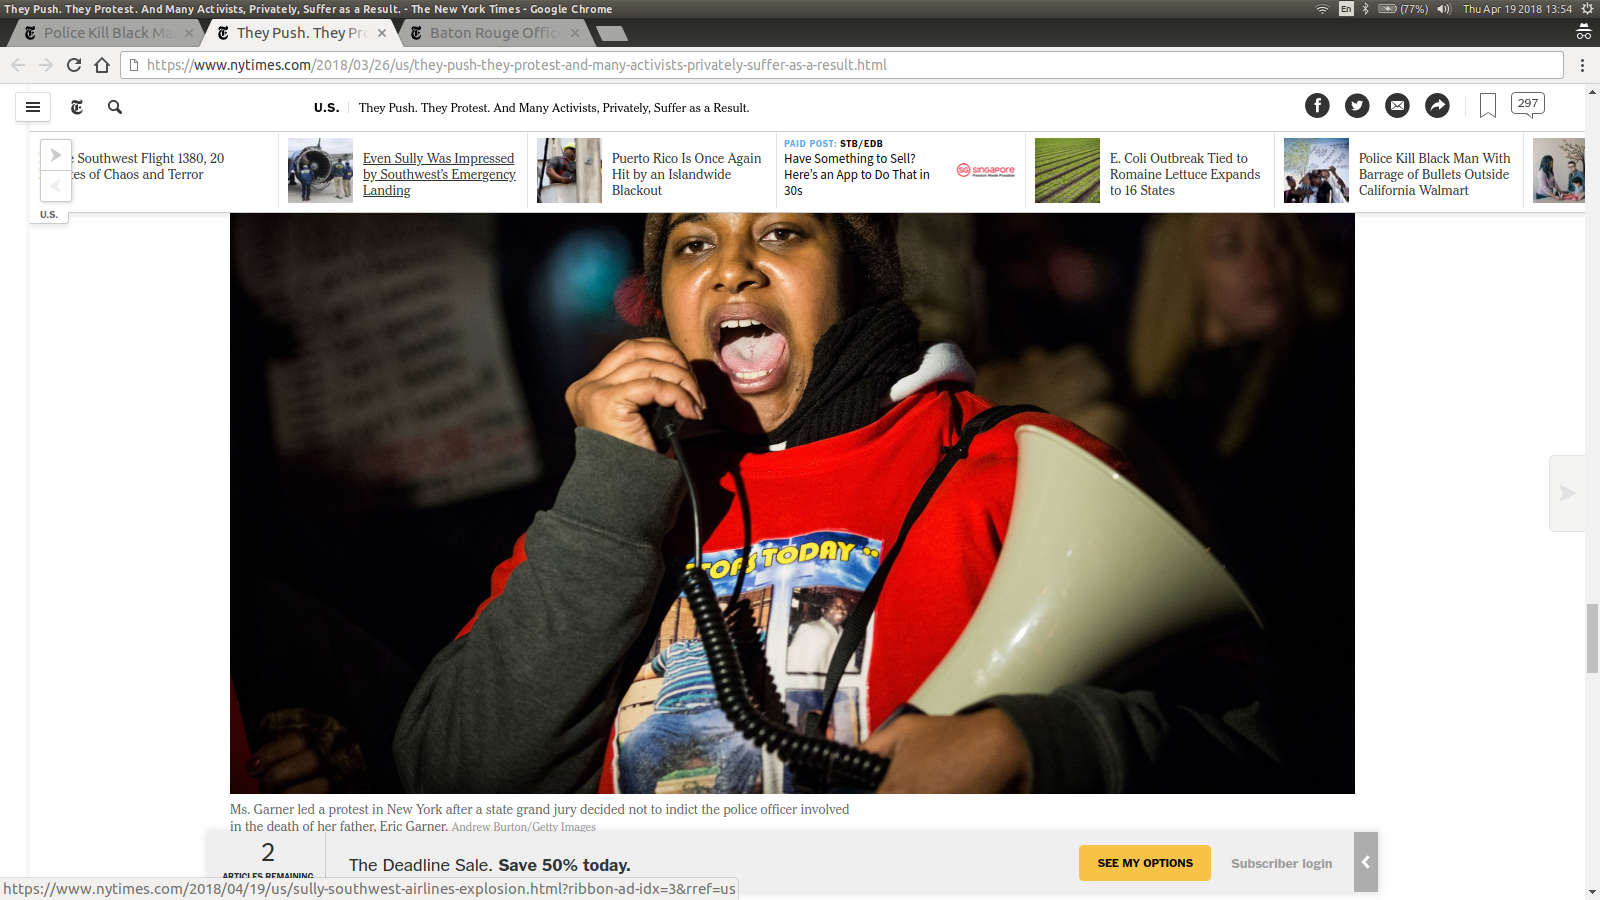 They Push. They Protest. And Many Activists, Privately, Suffer as a Result. - The New York Times - Google Chrome
En
(77%)
Thu Apr 19 2018 13:54
Police Kill Black Ma
They Push. They Pro
Baton Rouge Office
https://www.nytimes.com/2018/03/26/us/they-push-they-protest-and-many-activists-privately-suffer-as-a-result.html
U.S.
They Push. They Protest. And Many Activists, Privately, Suffer as a Result.
297
Southwest Flight 1380, 20
of Chaos and Terror
Even Sully Was Impressed
by Southwest's Emergency
Landing
Puerto Rico Is Once Again
Hit by an Islandwide
Blackout
PAID POST: STB/EDB
Have Something to Sell?
Here's an App to Do That in
30s
SG SINGAPORE
Passion Made Possible
E. Coli Outbreak Tied to
Romaine Lettuce Expands
to 16 States
Police Kill Black Man With
Barrage of Bullets Outside
California Walmart
U.S.
TODAY"
Ms. Garner led a protest in New York after a state grand jury decided not to indict the police officer involved
in the death of her father, Eric Garner. Andrew Burton/Getty Images
2
ARTICLES REMAINING
The Deadline Sale. Save 50% today.
SEE MY OPTIONS
Subscriber login
https://www.nytimes.com/2018/04/19/us/sully-southwest-airlines-explosion.html?ribbon-ad-idx=3&rref=us